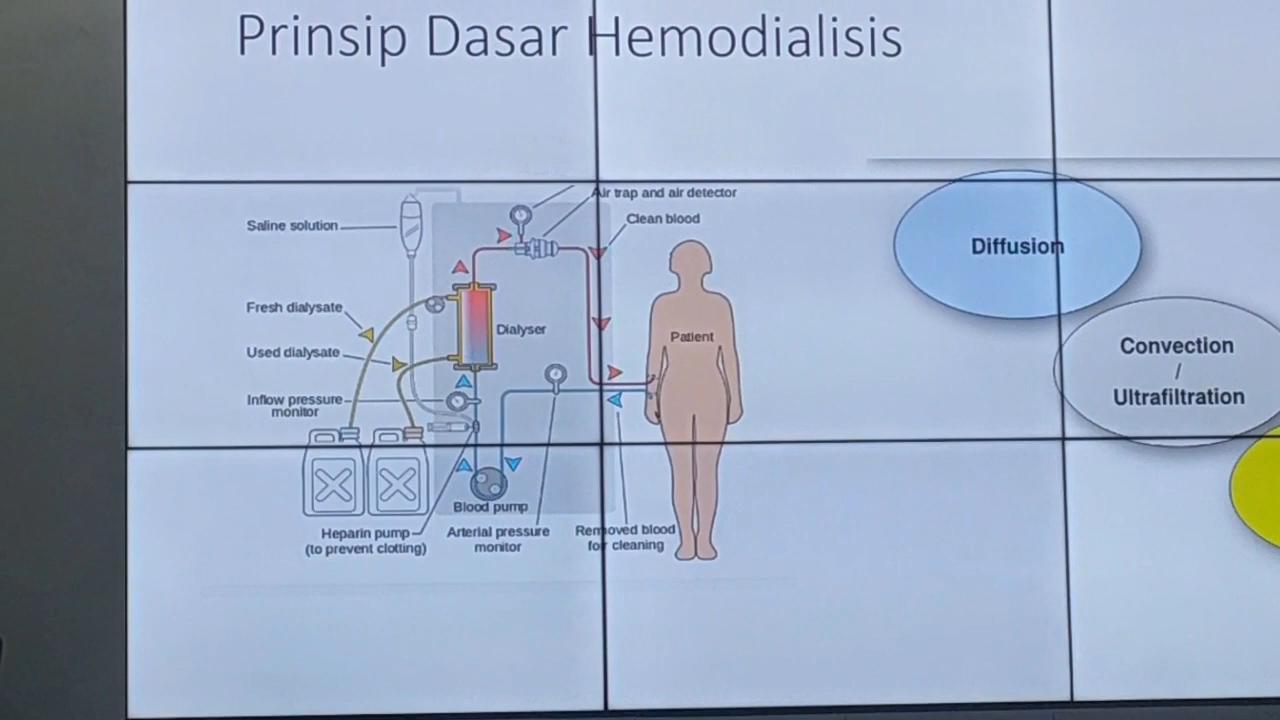 Prinsip Dasar Hemodialisis
Air trap and air detector
Saline solution
Clean blood
Fresh dialysate
Dialyser
Patient
Used dialysate
Inflow pressure
monitor
Blood pump
Heparin pump
(to prevent clotting)
Arterial pressure
monitor
Removed blood
for cleaning
Diffusion
Convection
/
Ultrafiltration